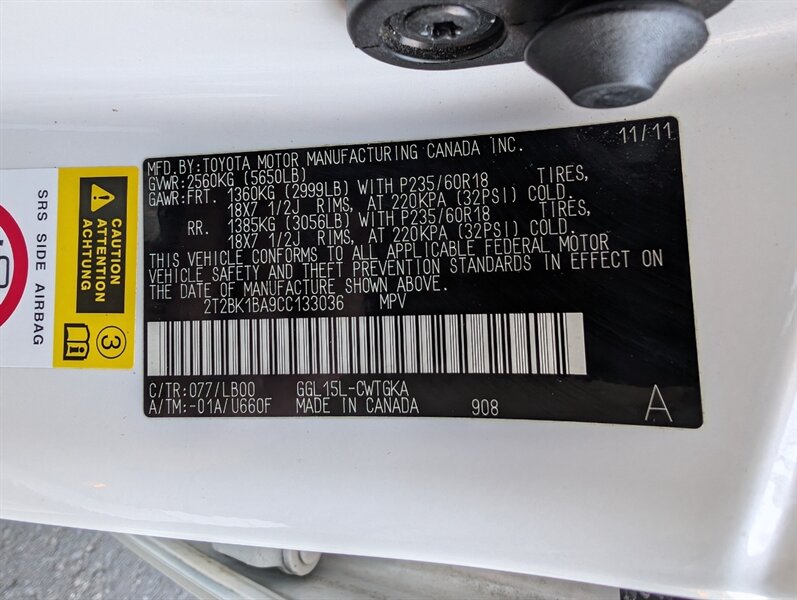 11/11
MFD.BY:TOYOTA MOTOR MANUFACTURING CANADA INC.
GVWR:2560KG (5650LB)
GAWR:FRT. 1360KG (2999LB) WITH P235/60R18 TIRES,
18X7 1/2J RIMS, AT 220KPA (32PSI) COLD.
RR. 1385KG (3056LB) WITH P235/60R18 TIRES,
18X7 1/2J RIMS, AT 220KPA (32PSI) COLD.
THIS VEHICLE CONFORMS TO ALL APPLICABLE FEDERAL MOTOR
VEHICLE SAFETY AND THEFT PREVENTION STANDARDS IN EFFECT ON
THE DATE OF MANUFACTURE SHOWN ABOVE.
2T2BK1BA9CC133036 MPV
C/TR:077/LB00 GGL15L-CWTGKA
A/TM:-01A/U660F MADE IN CANADA 908 A
CAUTION
ATTENTION
ACHTUNG
3
SRS SIDE AIRBAG